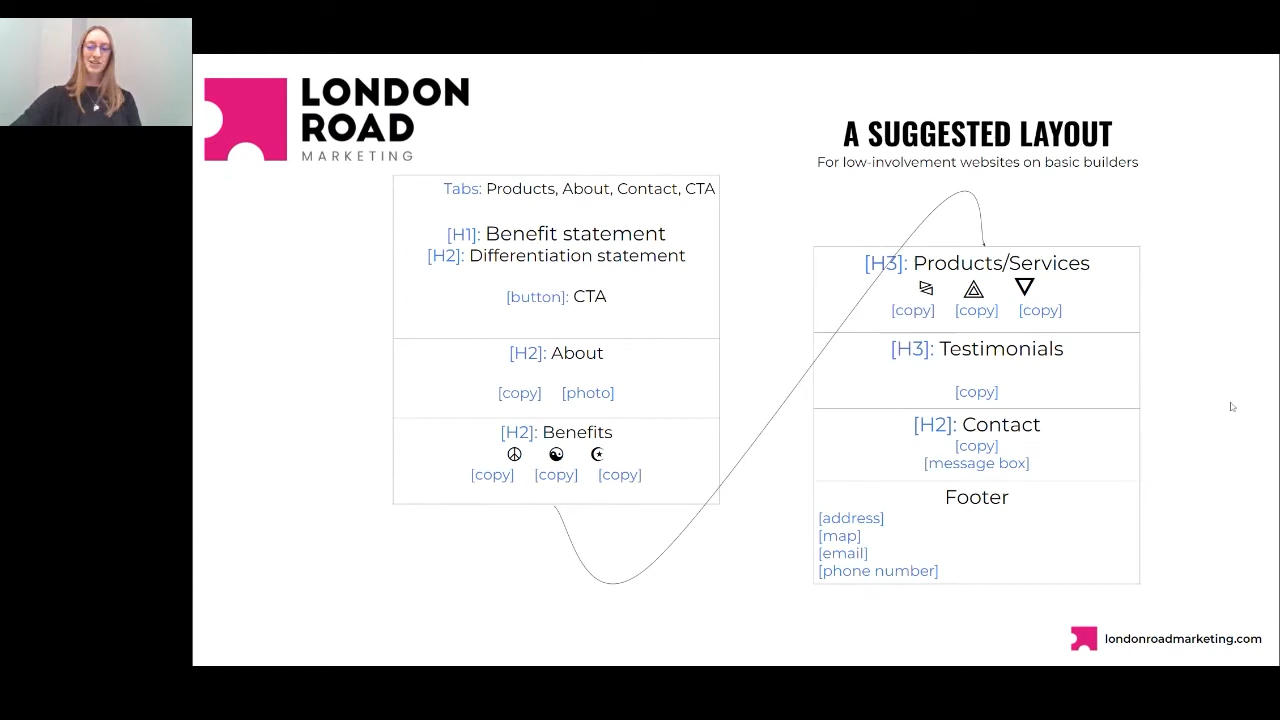 LONDON
ROAD
MARKETING
A SUGGESTED LAYOUT
For low-involvement websites on basic builders
Tabs: Products, About, Contact, CTA
[H1]: Benefit statement
[H2]: Differentiation statement
[button]: CTA
[H2]: About
[copy] [photo]
[H2]: Benefits
[copy] [copy] [copy]
[H3]: Products/Services
[copy] [copy] [copy]
[H3]: Testimonials
[copy]
[H2]: Contact
[copy]
[message box]
Footer
[address]
[map]
[email]
[phone number]
londonroadmarketing.com